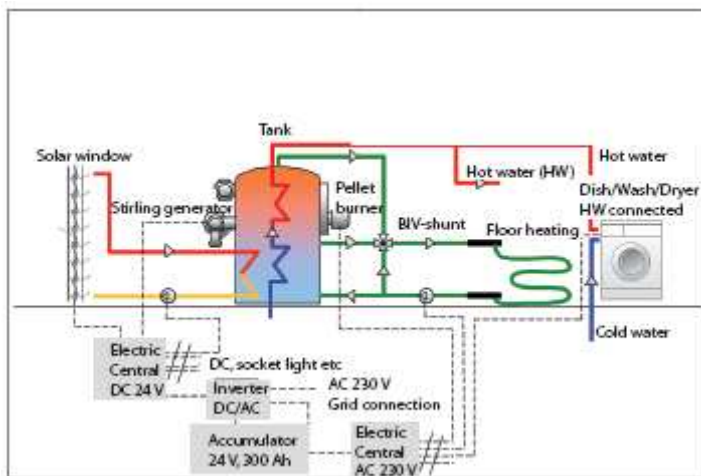 Tank
Solar window
Hot water
Hot water (HW)
Dish/Wash/Dryer
HW connected
Stirling generator
Pellet
burner
BIV-shunt
Floor heating
Cold water
Electric
Central
DC 24 V
DC, socket light etc
Inverter
DC/AC
AC 230 V
Grid connection
Accumulator
24 V, 300 Ah
Electric
Central
AC 230 V